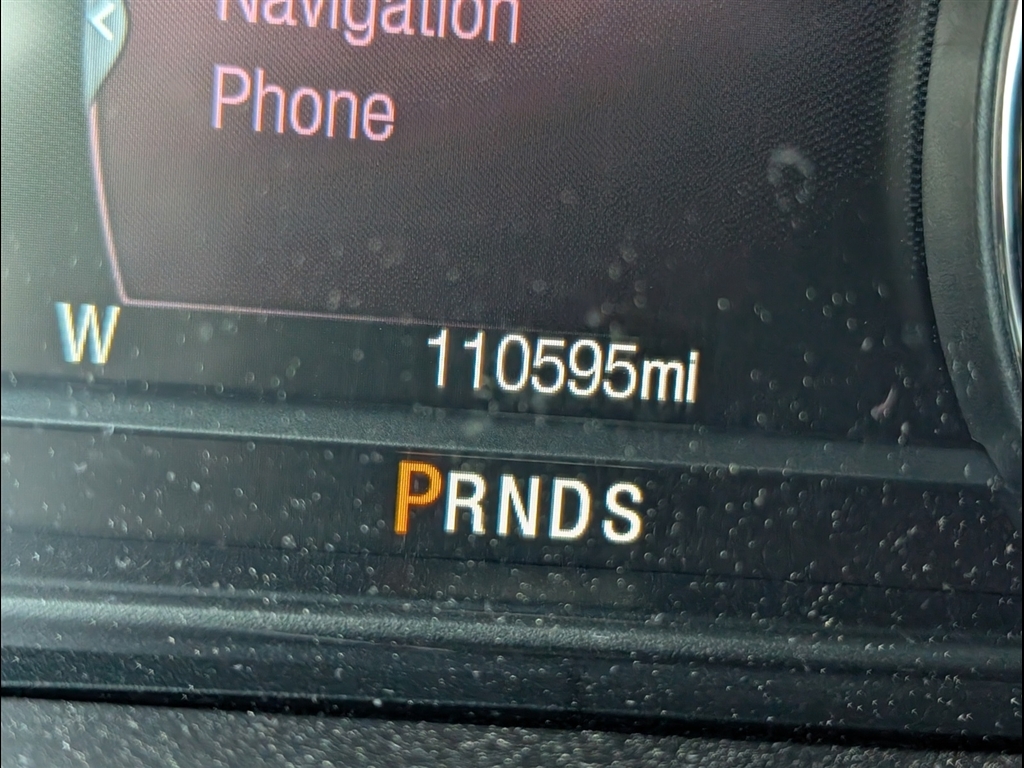 Navigation
Phone
W 110595mi
PRNDS